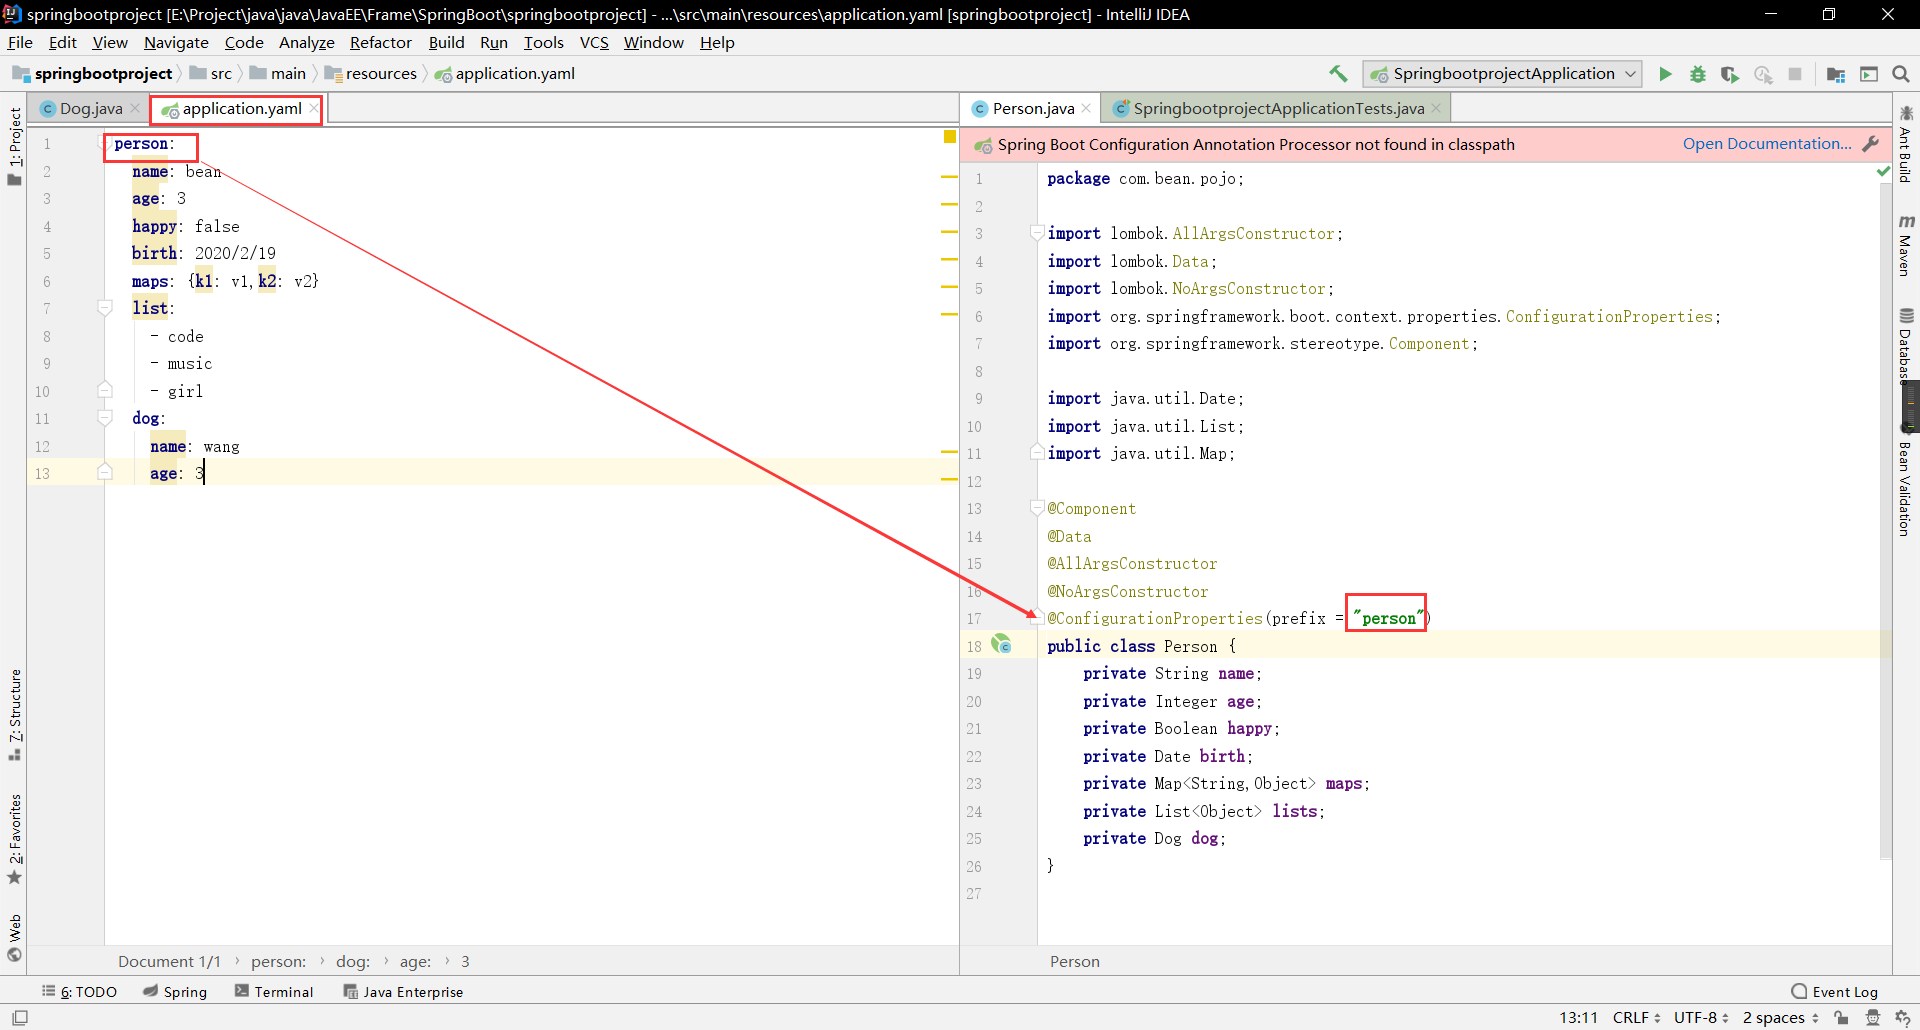 springbootproject [E:\Project\java\java\JavaEE\Frame\SpringBoot\springbootproject] - ...\src\main\resources\application.yaml [springbootproject] - IntelliJ IDEA
File Edit View Navigate Code Analyze Refactor Build Run Tools VCS Window Help
springbootproject src main resources application.yaml
SpringbootprojectApplication
Dog.java application.yaml
1 person:
2 name: bean
3 age: 3
4 happy: false
5 birth: 2020/2/19
6 maps: {k1: v1,k2: v2}
7 list:
8 - code
9 - music
10 - girl
11 dog:
12 name: wang
13 age: 3
Document 1/1 › person: › dog: › age: › 3
Person.java SpringbootprojectApplicationTests.java
Spring Boot Configuration Annotation Processor not found in classpath Open Documentation...
1 package com.bean.pojo;
2
3 import lombok.AllArgsConstructor;
4 import lombok.Data;
5 import lombok.NoArgsConstructor;
6 import org.springframework.boot.context.properties.ConfigurationProperties;
7 import org.springframework.stereotype.Component;
8
9 import java.util.Date;
10 import java.util.List;
11 import java.util.Map;
12
13 @Component
14 @Data
15 @AllArgsConstructor
16 @NoArgsConstructor
17 @ConfigurationProperties(prefix = "person")
18 public class Person {
19 private String name;
20 private Integer age;
21 private Boolean happy;
22 private Date birth;
23 private Map<String,Object> maps;
24 private List<Object> lists;
25 private Dog dog;
26 }
27
Person
1: Project
7: Structure
2: Favorites
Web
Ant Build
Maven
Database
Bean Validation
6: TODO Spring Terminal Java Enterprise Event Log
13:11 CRLF UTF-8 2 spaces